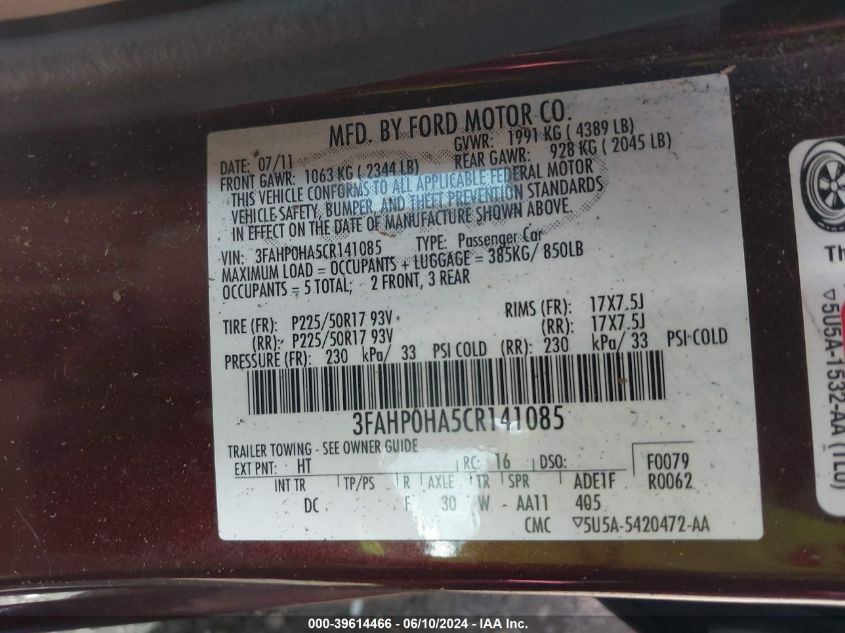 MFD. BY FORD MOTOR CO.
DATE: 07/11 GVWR: 1991 KG ( 4389 LB)
FRONT GAWR: 1063 KG ( 2344 LB) REAR GAWR: 928 KG ( 2045 LB)
THIS VEHICLE CONFORMS TO ALL APPLICABLE FEDERAL MOTOR
VEHICLE SAFETY, BUMPER, AND THEFT PREVENTION STANDARDS
IN EFFECT ON THE DATE OF MANUFACTURE SHOWN ABOVE.
VIN: 3FAHP0HA5CR141085 TYPE: Passenger Car
MAXIMUM LOAD = OCCUPANTS + LUGGAGE = 385KG/ 850LB
OCCUPANTS = 5 TOTAL; 2 FRONT, 3 REAR
TIRE (FR): P225/50R17 93V RIMS (FR): 17X7.5J
(RR): P225/50R17 93V (RR): 17X7.5J
PRESSURE (FR): 230 kPa/ 33 PSI COLD (RR): 230 kPa/ 33 PSI COLD
3FAHP0HA5CR141085
TRAILER TOWING - SEE OWNER GUIDE
EXT PNT: HT RC: 16 DSO: F0079
INT TR TP/PS R AXLE TR SPR ADE1F R0062
DC F 30 W AA11 405
CMC ▽5U5A-5420472-AA
Th
▽5U5A-1532-AA (TL0)
000-39614466 - 06/10/2024 - IAA Inc.